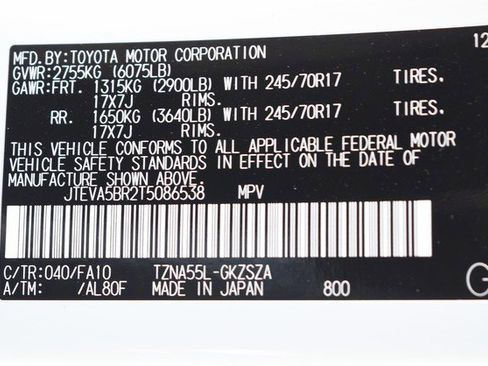 12
MFD.BY:TOYOTA MOTOR CORPORATION
GVWR:2755KG (6075LB)
GAWR:FRT. 1315KG (2900LB) WITH 245/70R17 TIRES.
17X7J RIMS.
RR. 1650KG (3640LB) WITH 245/70R17 TIRES.
17X7J RIMS.
THIS VEHICLE CONFORMS TO ALL APPLICABLE FEDERAL MOTOR
VEHICLE SAFETY STANDARDS IN EFFECT ON THE DATE OF
MANUFACTURE SHOWN ABOVE.
JTEVA5BR2T5086538 MPV
C/TR:040/FA10 TZNA55L-GKZSZA
A/TM: /AL80F MADE IN JAPAN 800